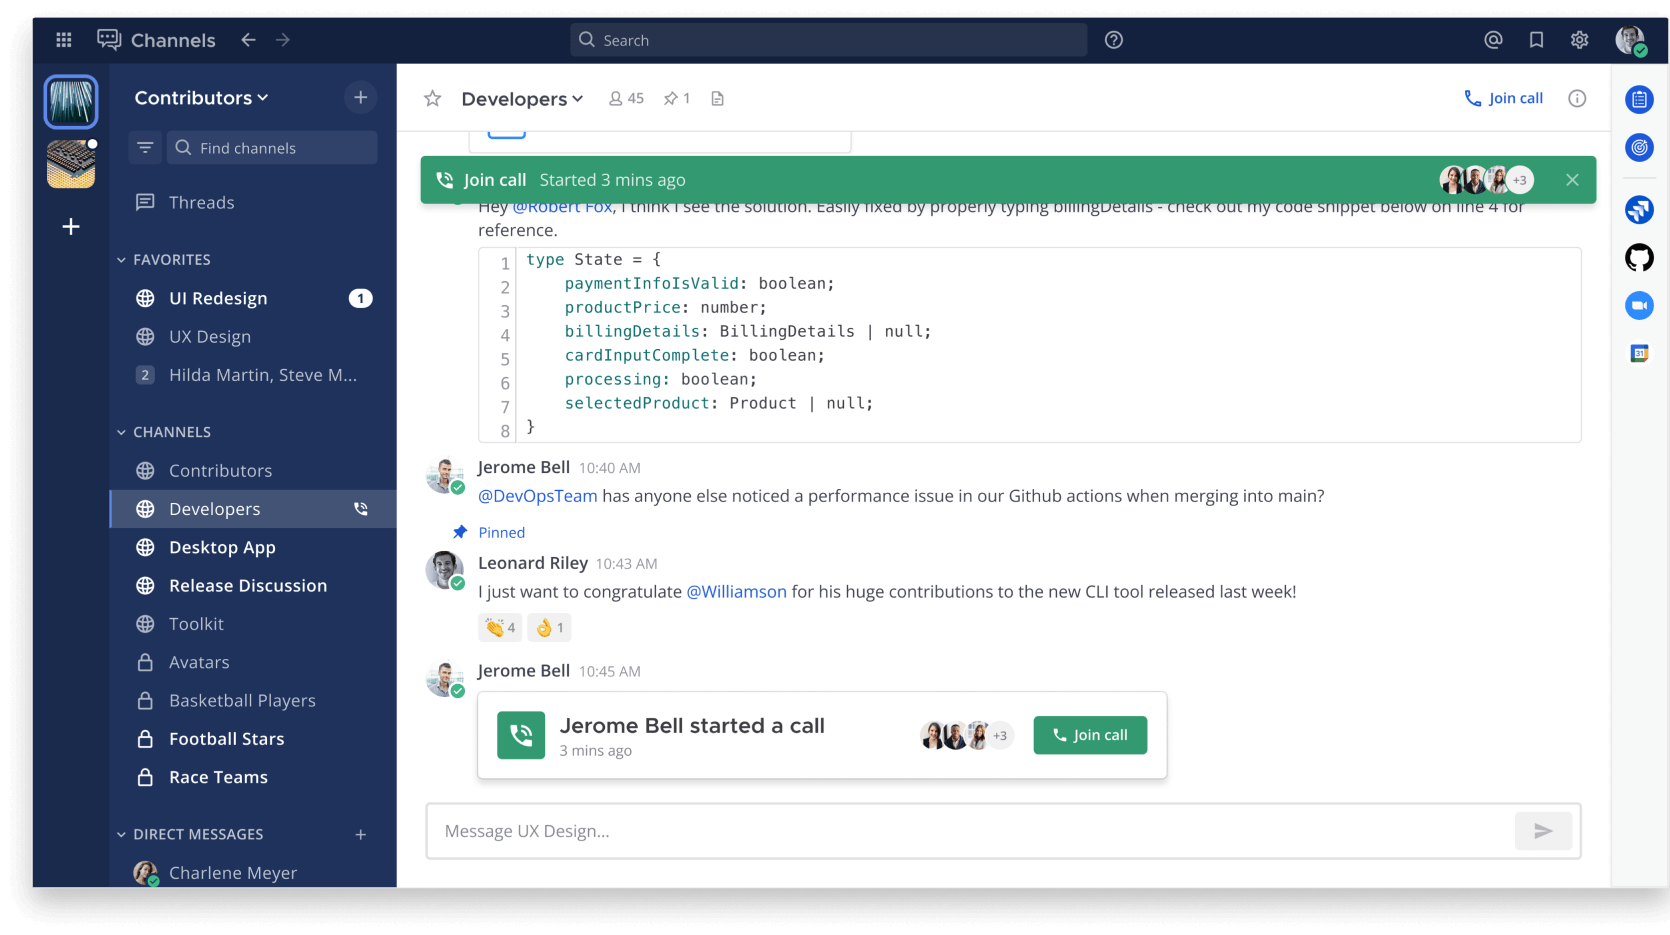 Channels
Search
Contributors
Find channels
Threads
FAVORITES
UI Redesign 1
UX Design
2 Hilda Martin, Steve M...
CHANNELS
Contributors
Developers
Desktop App
Release Discussion
Toolkit
Avatars
Basketball Players
Football Stars
Race Teams
DIRECT MESSAGES
Charlene Meyer
Developers 45 1
Join call
Join call Started 3 mins ago +3
Hey @Robert Fox, I think I see the solution. Easily fixed by properly typing billingDetails - check out my code snippet below on line 4 for
reference.
1 type State = {
2 paymentInfoIsValid: boolean;
3 productPrice: number;
4 billingDetails: BillingDetails | null;
5 cardInputComplete: boolean;
6 processing: boolean;
7 selectedProduct: Product | null;
8 }
Jerome Bell 10:40 AM
@DevOpsTeam has anyone else noticed a performance issue in our Github actions when merging into main?
Pinned
Leonard Riley 10:43 AM
I just want to congratulate @Williamson for his huge contributions to the new CLI tool released last week!
👏 4 👌 1
Jerome Bell 10:45 AM
Jerome Bell started a call
3 mins ago
+3
Join call
Message UX Design...
31